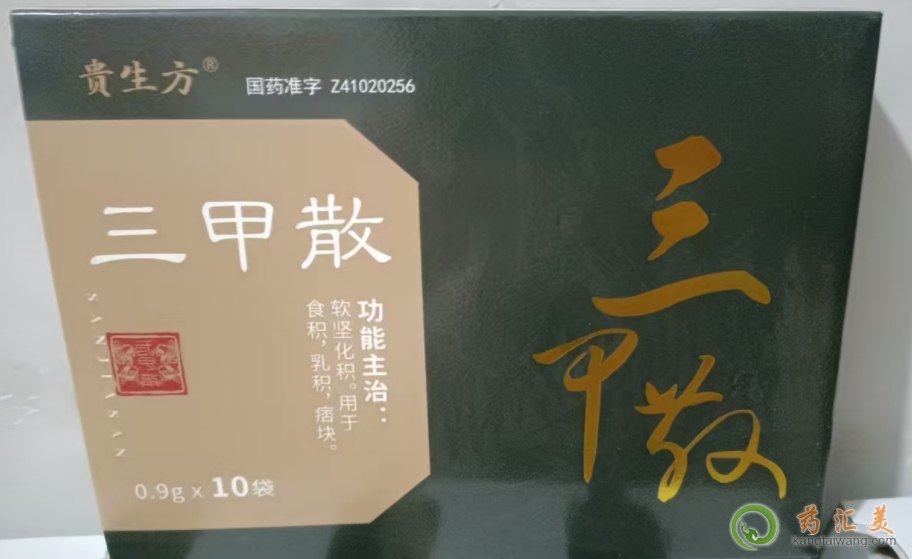 贵生方®
国药准字 Z41020256
三甲散
SANJIASAN
功能主治：
软坚化积。用于
食积，乳积，痞块。
0.9g x 10袋
三甲散
药汇美
kanglaiwang.com